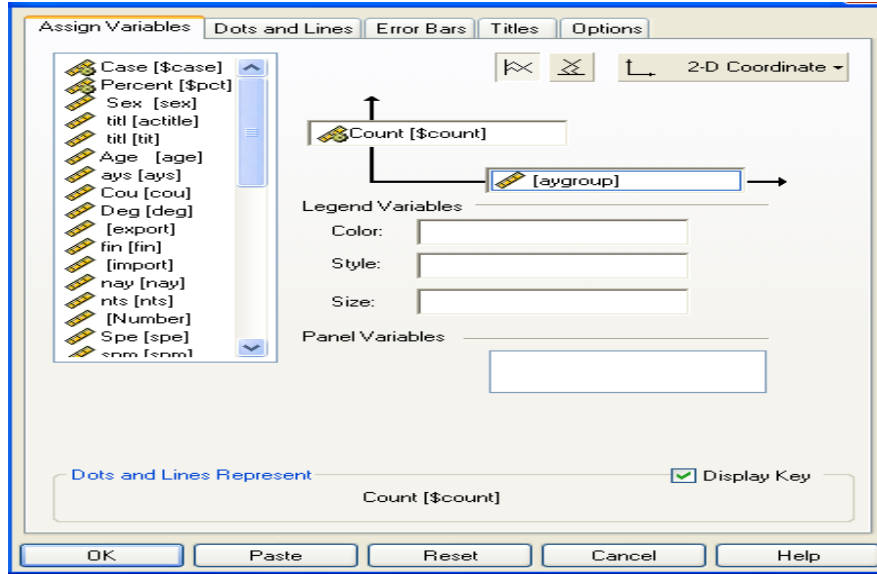 Assign Variables Dots and Lines Error Bars Titles Options
Case [$case]
Percent [$pct]
Sex [sex]
titl [actitle]
titl [tit]
Age [age]
ays [ays]
Cou [cou]
Deg [deg]
[export]
fin [fin]
[import]
nay [nay]
nts [nts]
[Number]
Spe [spe]
spm [spm]
2-D Coordinate
Count [$count]
[aygroup]
Legend Variables
Color:
Style:
Size:
Panel Variables
Dots and Lines Represent
Display Key
Count [$count]
OK Paste Reset Cancel Help